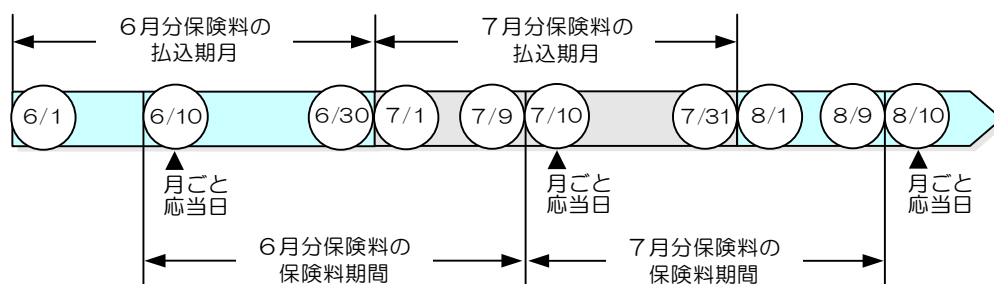 ６月分保険料の
払込期月
７月分保険料の
払込期月
6/1
6/10
6/30
7/1
7/9
7/10
7/31
8/1
8/9
8/10
月ごと
応当日
月ごと
応当日
月ごと
応当日
６月分保険料の
保険料期間
７月分保険料の
保険料期間